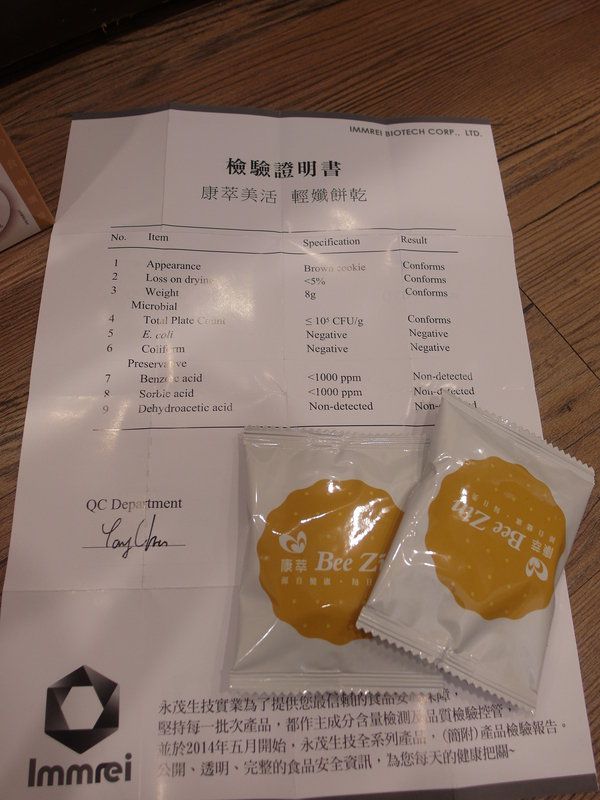 IMMREI BIOTECH CORP., LTD.
檢驗證明書
康萃美活 輕孅餅乾
No. Item Specification Result
1 Appearance Brown cookie Conforms
2 Loss on drying <5% Conforms
3 Weight 8g Conforms
Microbial
4 Total Plate Count ≤ 10⁵ CFU/g Conforms
5 E. coli Negative Negative
6 Coliform Negative Negative
Preservative
7 Benzoic acid <1000 ppm Non-detected
8 Sorbic acid <1000 ppm Non-detected
9 Dehydroacetic acid Non-detected Non-detected
QC Department
康萃 Bee Zin
康萃 Bee Zin
永茂生技實業為了提供您最信賴的食品安
堅持每一批次產品，都作主成分含量檢測及品質檢驗控管；
並於2014年五月開始，永茂生技全系列產品，(簡附)產品檢驗報告。
公開、透明、完整的食品安全資訊，為您每天的健康把關~
Immrei